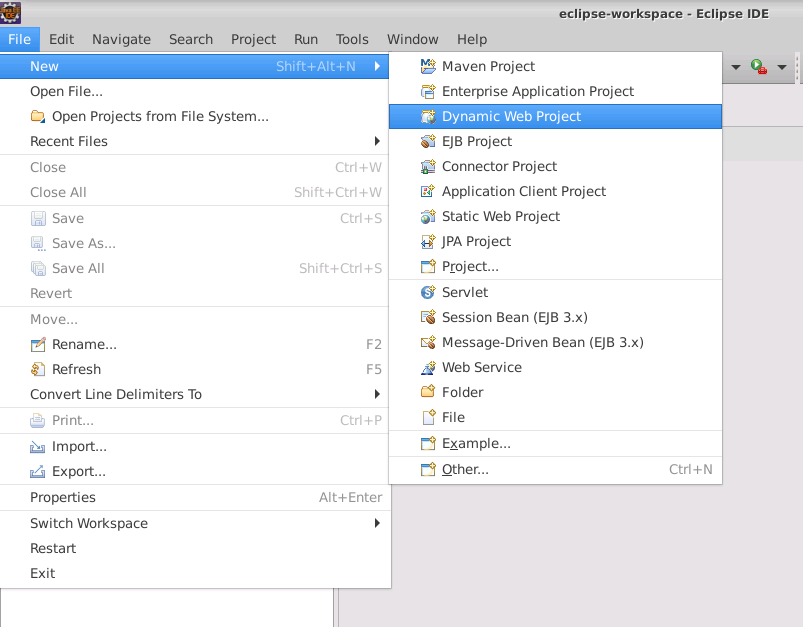 eclipse-workspace - Eclipse IDE
File Edit Navigate Search Project Run Tools Window Help
New Shift+Alt+N
Open File...
Open Projects from File System...
Recent Files
Close Ctrl+W
Close All Shift+Ctrl+W
Save Ctrl+S
Save As...
Save All Shift+Ctrl+S
Revert
Move...
Rename... F2
Refresh F5
Convert Line Delimiters To
Print... Ctrl+P
Import...
Export...
Properties Alt+Enter
Switch Workspace
Restart
Exit
Maven Project
Enterprise Application Project
Dynamic Web Project
EJB Project
Connector Project
Application Client Project
Static Web Project
JPA Project
Project...
Servlet
Session Bean (EJB 3.x)
Message-Driven Bean (EJB 3.x)
Web Service
Folder
File
Example...
Other... Ctrl+N